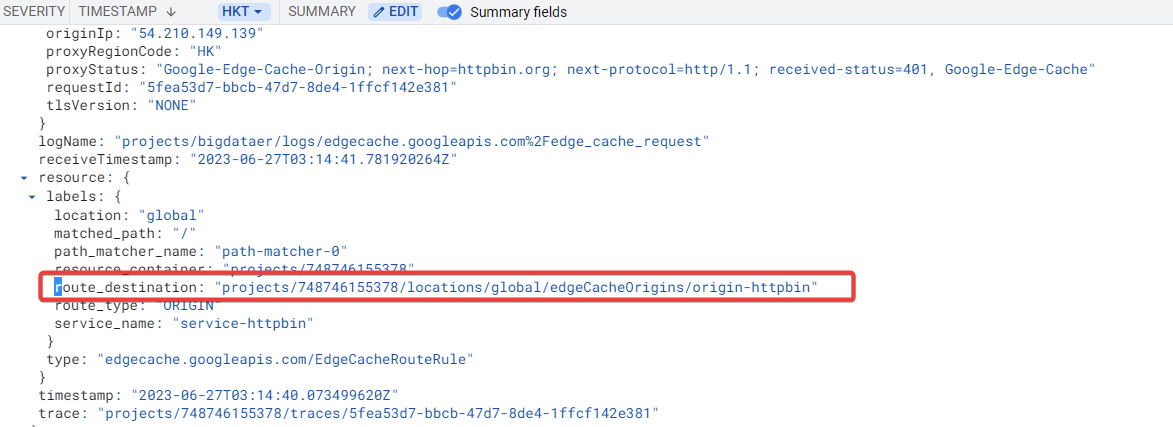 SEVERITY TIMESTAMP HKT SUMMARY EDIT Summary fields
originIp: "54.210.149.139"
proxyRegionCode: "HK"
proxyStatus: "Google-Edge-Cache-Origin; next-hop=httpbin.org; next-protocol=http/1.1; received-status=401, Google-Edge-Cache"
requestId: "5fea53d7-bbcb-47d7-8de4-1ffcf142e381"
tlsVersion: "NONE"
}
logName: "projects/bigdataer/logs/edgecache.googleapis.com%2Fedge_cache_request"
receiveTimestamp: "2023-06-27T03:14:41.781920264Z"
resource: {
labels: {
location: "global"
matched_path: "/"
path_matcher_name: "path-matcher-0"
resource_container: "projects/748746155378"
route_destination: "projects/748746155378/locations/global/edgeCacheOrigins/origin-httpbin"
route_type: "ORIGIN"
service_name: "service-httpbin"
}
type: "edgecache.googleapis.com/EdgeCacheRouteRule"
}
timestamp: "2023-06-27T03:14:40.073499620Z"
trace: "projects/748746155378/traces/5fea53d7-bbcb-47d7-8de4-1ffcf142e381"